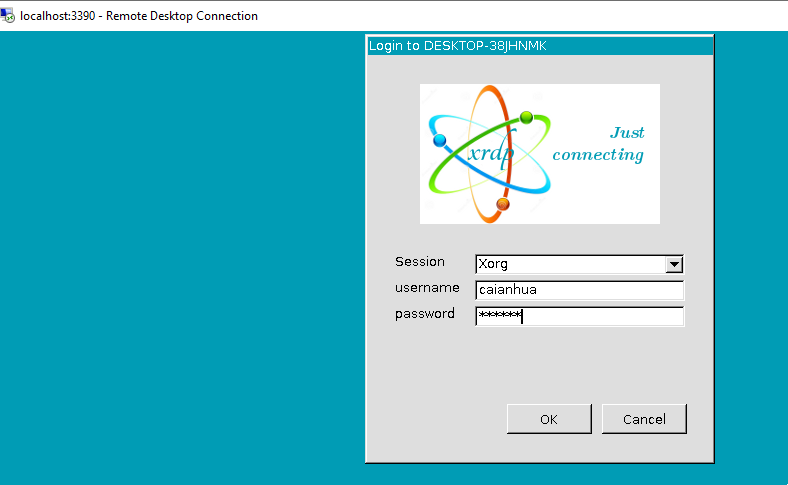 localhost:3390 - Remote Desktop Connection
Login to DESKTOP-38JHNMK
xrdp
Just
connecting
Session
Xorg
username
caianhua
password
******
OK
Cancel